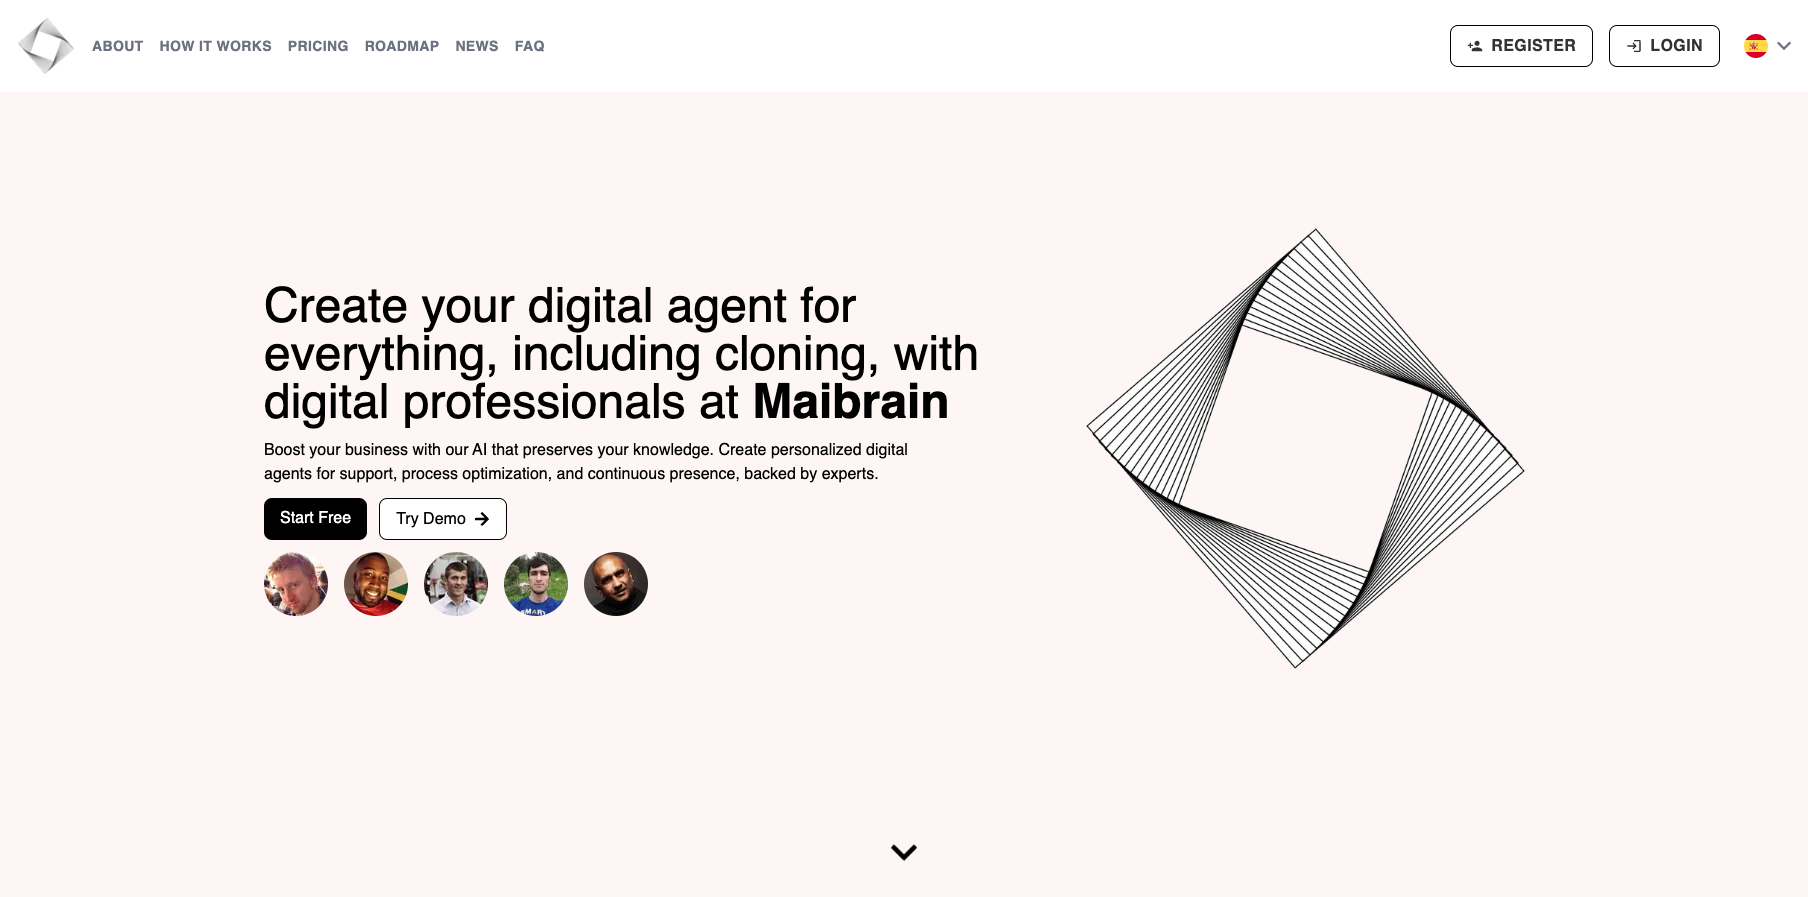 ABOUT HOW IT WORKS PRICING ROADMAP NEWS FAQ REGISTER LOGIN
Create your digital agent for
everything, including cloning, with
digital professionals at Maibrain
Boost your business with our AI that preserves your knowledge. Create personalized digital
agents for support, process optimization, and continuous presence, backed by experts.
Start Free Try Demo